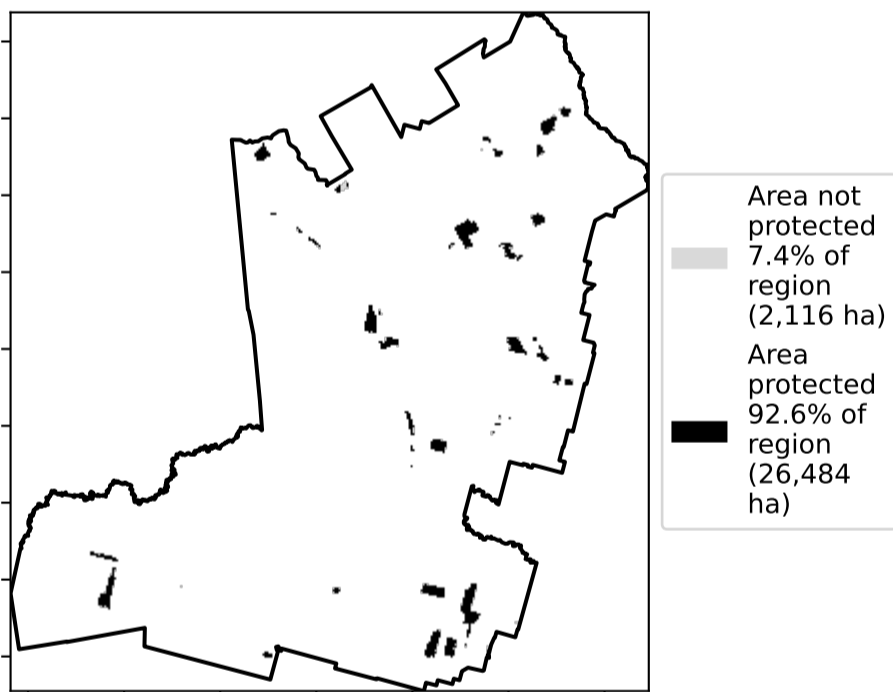 Area not
protected
7.4% of
region
(2,116 ha)
Area
protected
92.6% of
region
(26,484
ha)